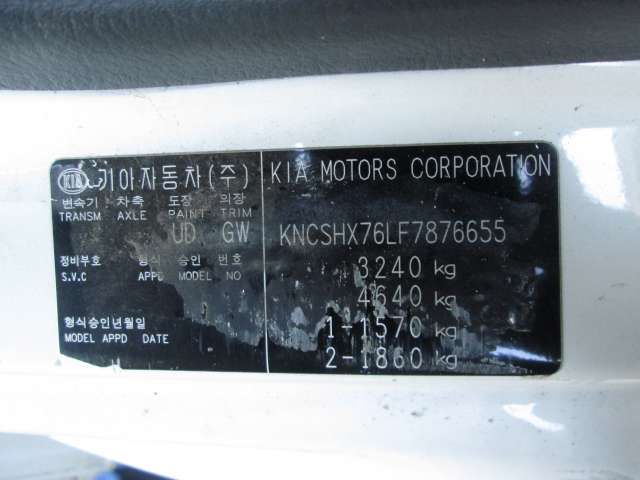 KIA 기아자동차(주)
변속기 차축 도장 의장
TRANSM AXLE PAINT TRIM
UD GW
정비부호 형식 승인 번호
S.V.C APPD MODEL NO
형식승인년월일
MODEL APPD DATE
KIA MOTORS CORPORATION
KNCSHX76LF7876655
3240 kg
4640 kg
1-1570 kg
2-1860 kg